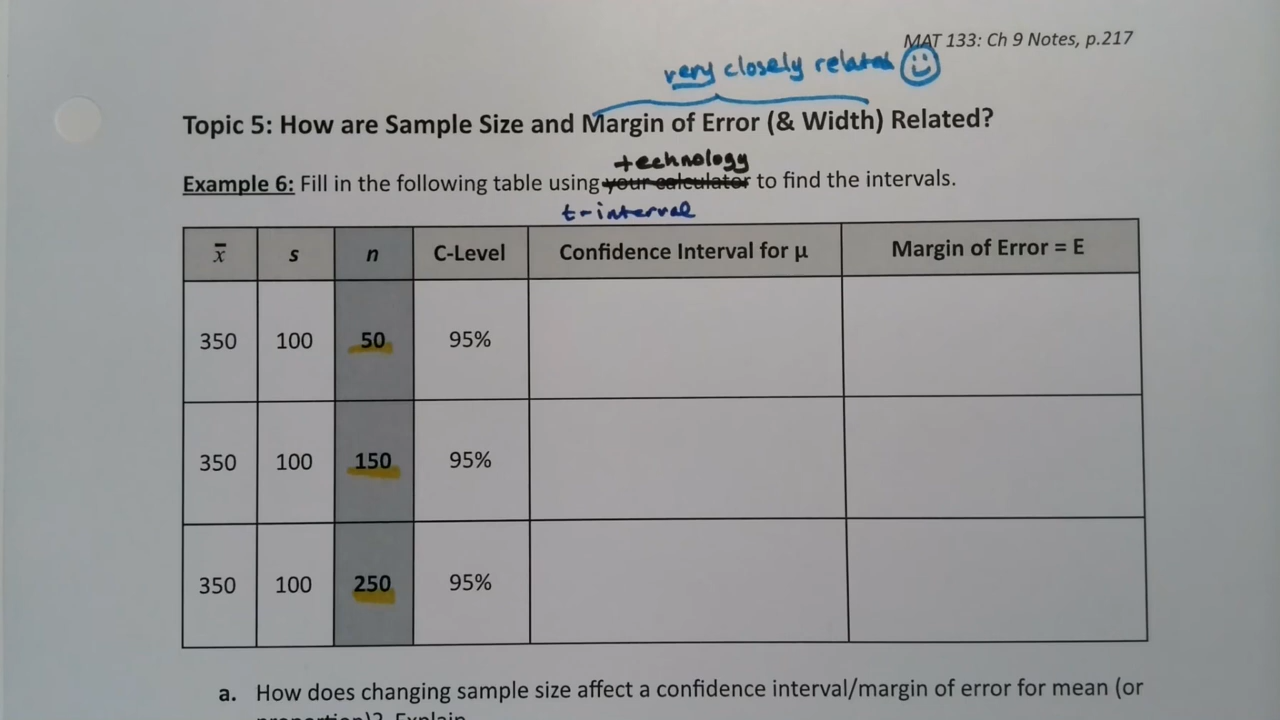 MAT 133: Ch 9 Notes, p.217
very closely related
Topic 5: How are Sample Size and Margin of Error (& Width) Related?
technology
Example 6: Fill in the following table using your calculator to find the intervals.
t-interval
x̄ s n C-Level Confidence Interval for μ Margin of Error = E
350 100 50 95%
350 100 150 95%
350 100 250 95%
a. How does changing sample size affect a confidence interval/margin of error for mean (or
proportion)? Explain